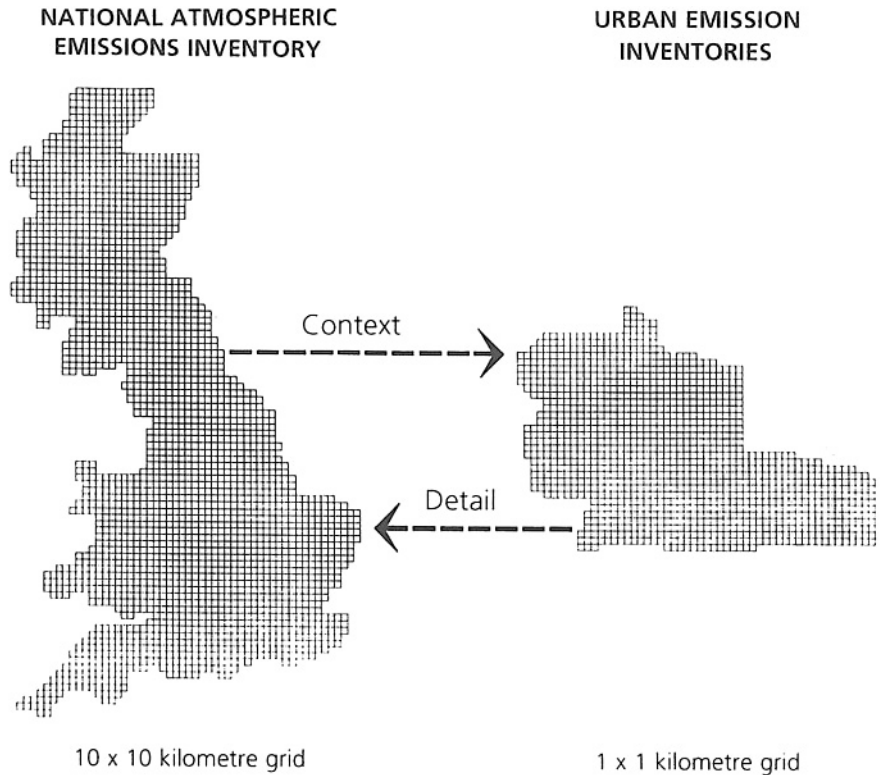 NATIONAL ATMOSPHERIC
EMISSIONS INVENTORY
URBAN EMISSION
INVENTORIES
Context
Detail
10 x 10 kilometre grid
1 x 1 kilometre grid